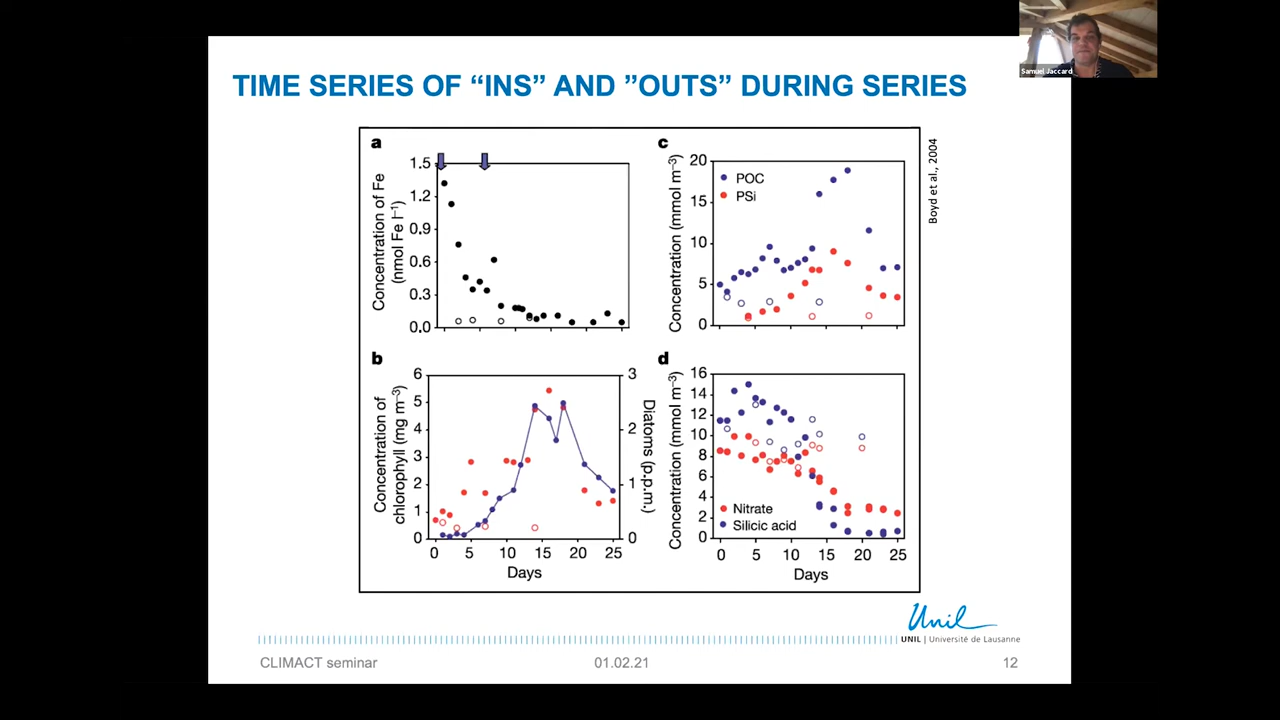 Samuel Jaccard
TIME SERIES OF “INS” AND ”OUTS” DURING SERIES
a
Concentration of Fe
(nmol Fe l⁻¹)
1.5
1.2
0.9
0.6
0.3
0.0
c
Concentration (mmol m⁻³)
20
15
10
5
0
POC
PSi
Boyd et al., 2004
b
Concentration of
chlorophyll (mg m⁻³)
6
5
4
3
2
1
0
3
2
1
0
Diatoms (p.p.m.)
0 5 10 15 20 25
Days
d
Concentration (mmol m⁻³)
16
14
12
10
8
6
4
2
0
Nitrate
Silicic acid
0 5 10 15 20 25
Days
Unil
UNIL | Université de Lausanne
CLIMACT seminar 01.02.21 12